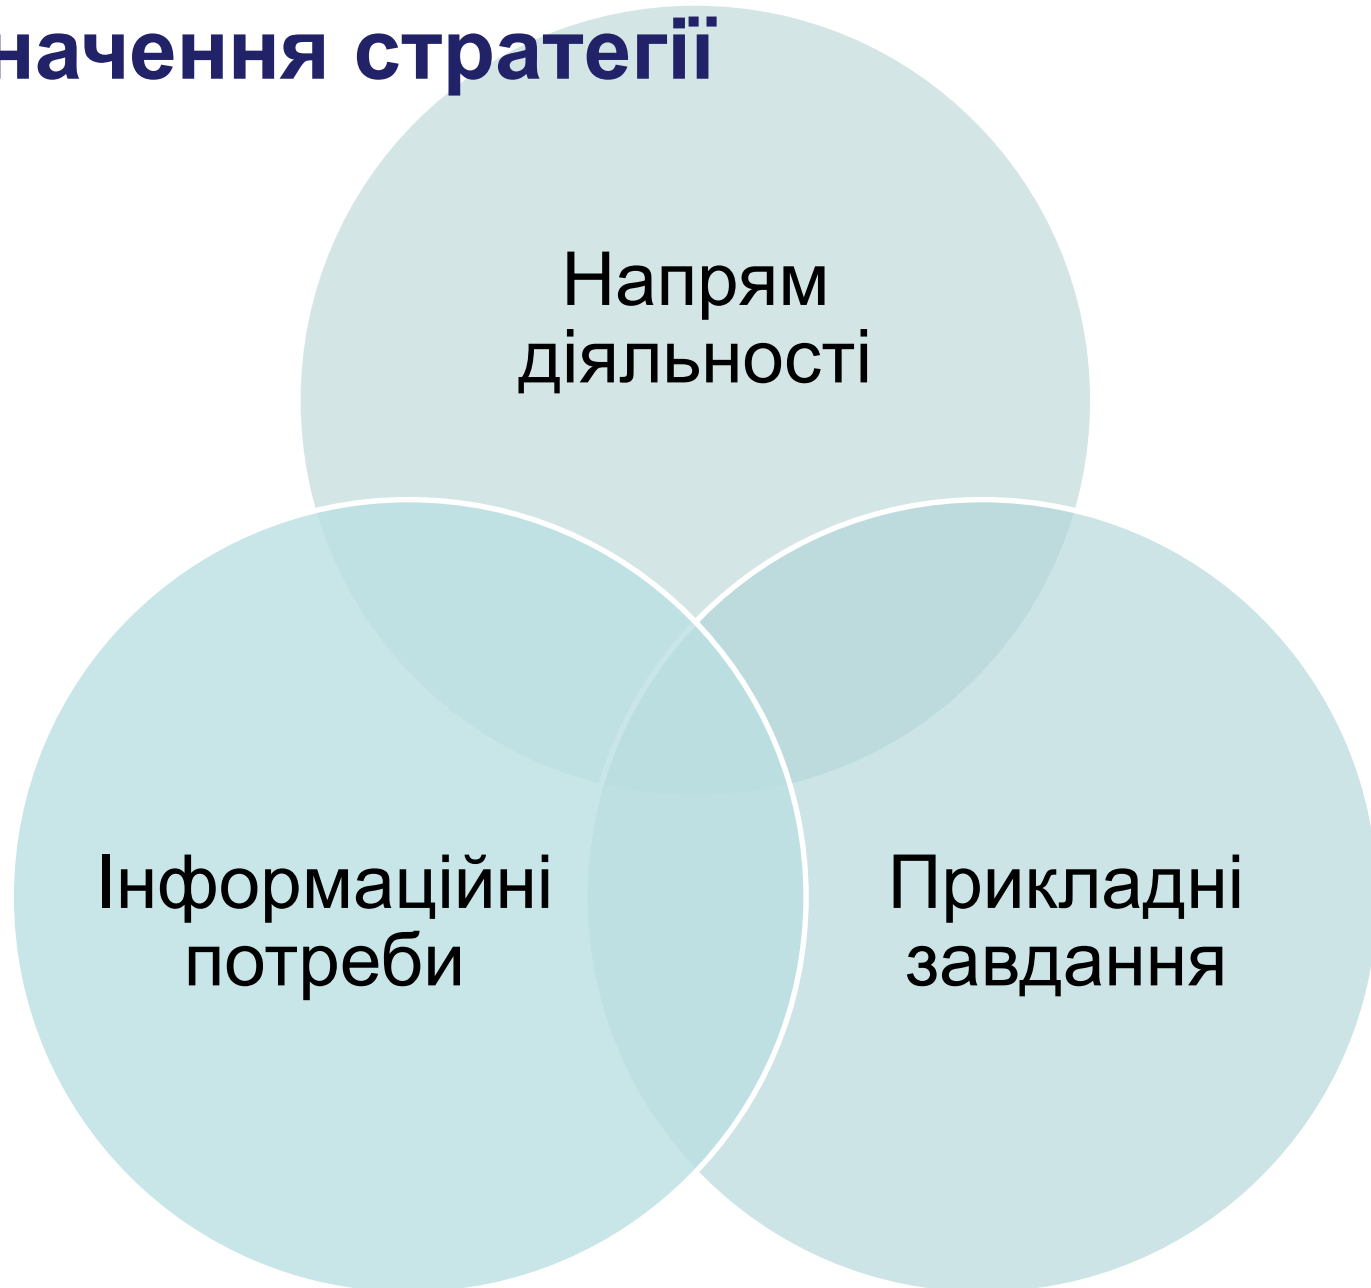 начення стратегії
Напрям
діяльності
Інформаційні
потреби
Прикладні
завдання